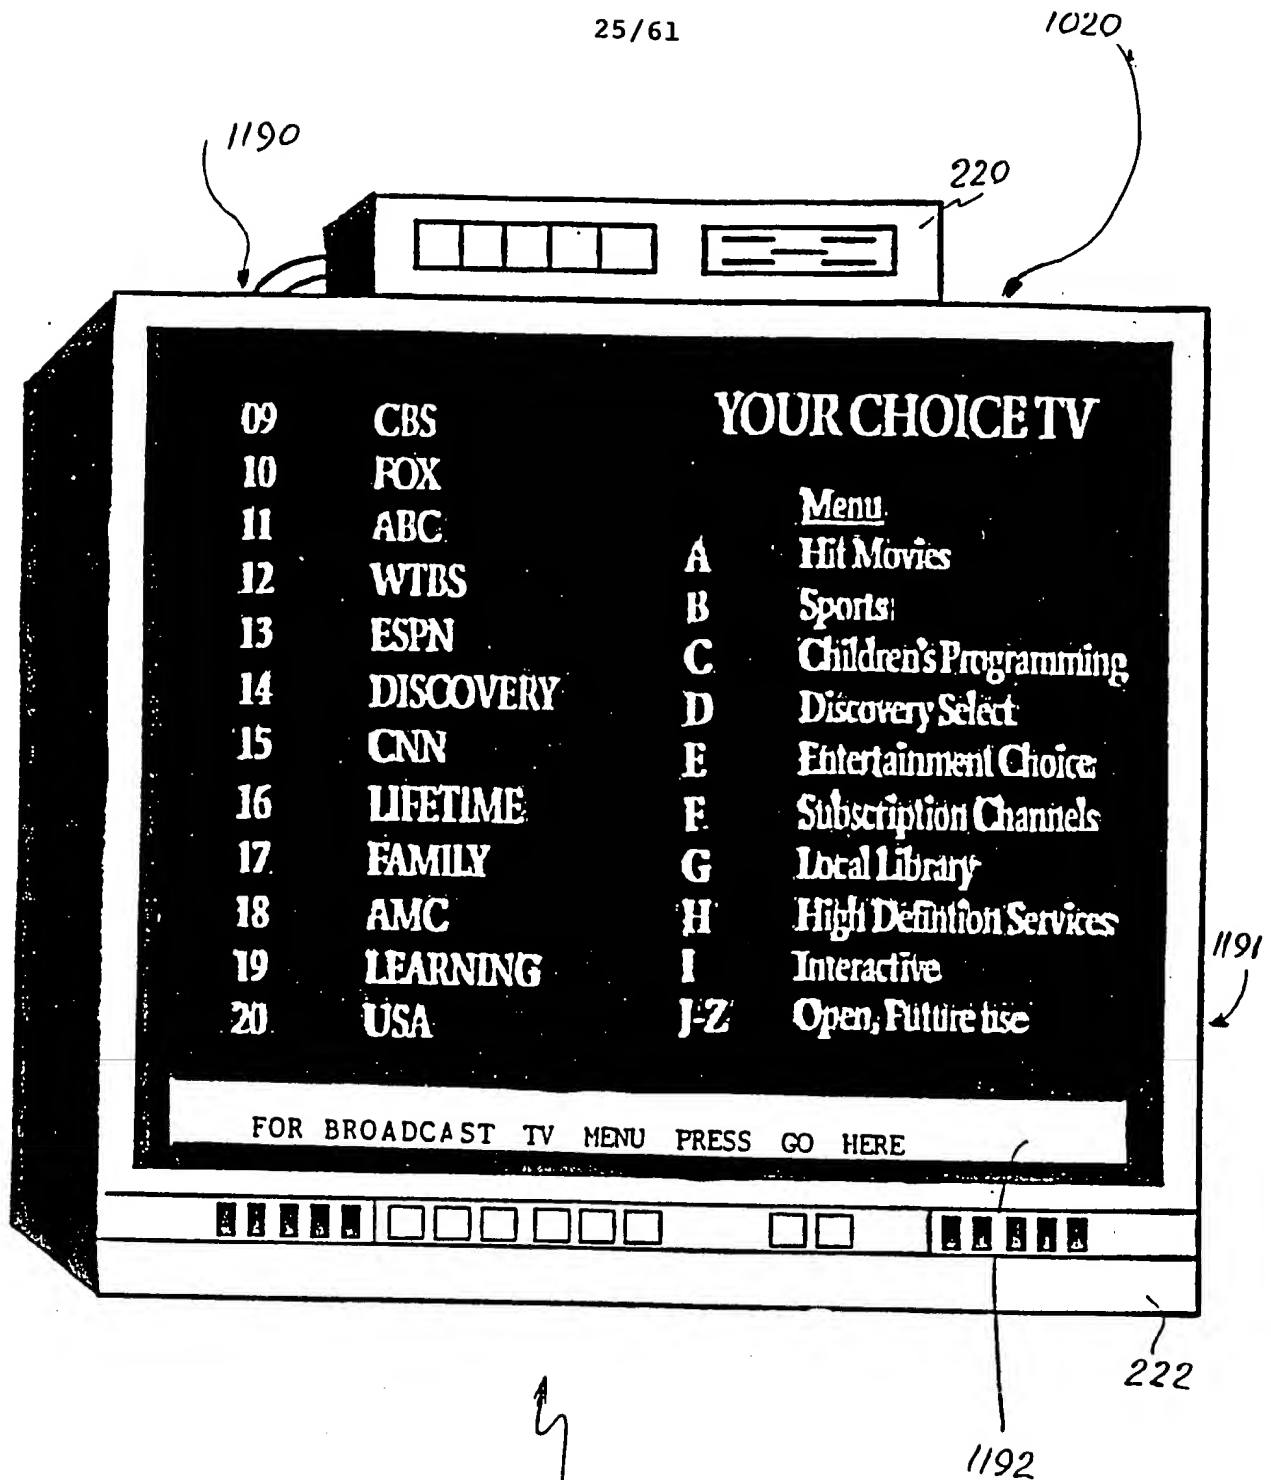 25/61
1020
1190
220
YOUR CHOICE TV
09 CBS
10 FOX
11 ABC
12 WTBS
13 ESPN
14 DISCOVERY
15 CNN
16 LIFETIME
17 FAMILY
18 AMC
19 LEARNING
20 USA
Menu
A Hit Movies
B Sports
C Children's Programming
D Discovery Select
E Entertainment Choice
F Subscription Channels
G Local Library
H High Defintion Services
I Interactive
J-Z Open, Future use
1191
FOR BROADCAST TV MENU PRESS GO HERE
222
1192